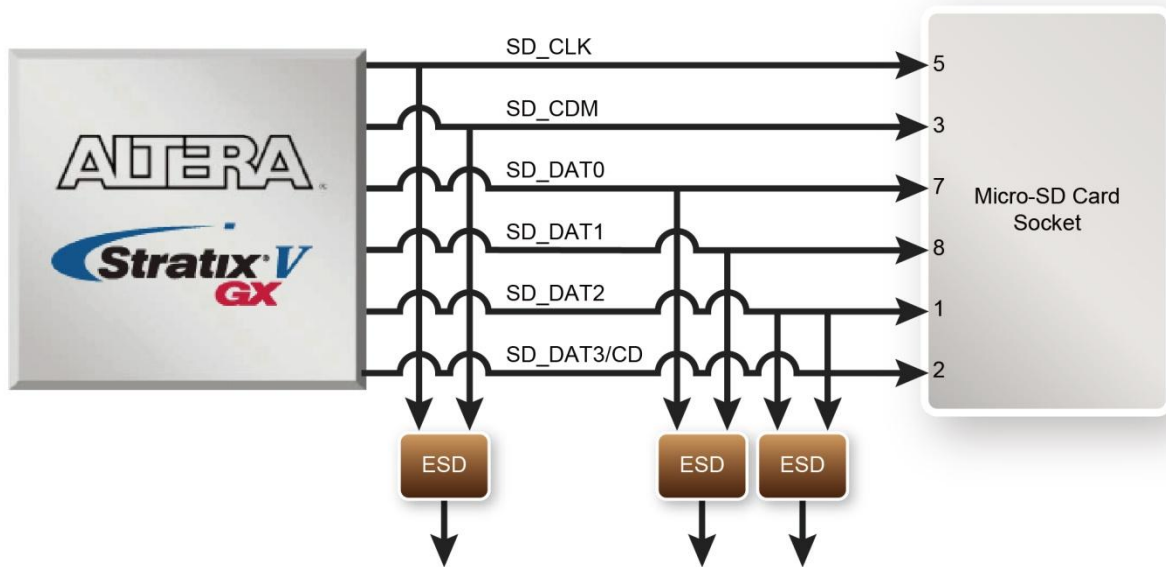 ALTERA®
Stratix® V
GX
SD_CLK
SD_CDM
SD_DAT0
SD_DAT1
SD_DAT2
SD_DAT3/CD
5
3
7
8
1
2
Micro-SD Card
Socket
ESD
ESD
ESD